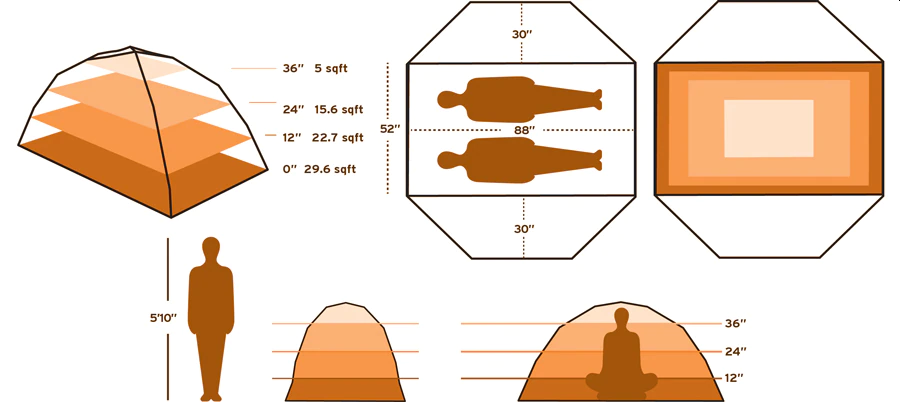 36" 5 sqft
24" 15.6 sqft
12" 22.7 sqft
0" 29.6 sqft
30"
52"
88"
30"
5'10"
36"
24"
12"